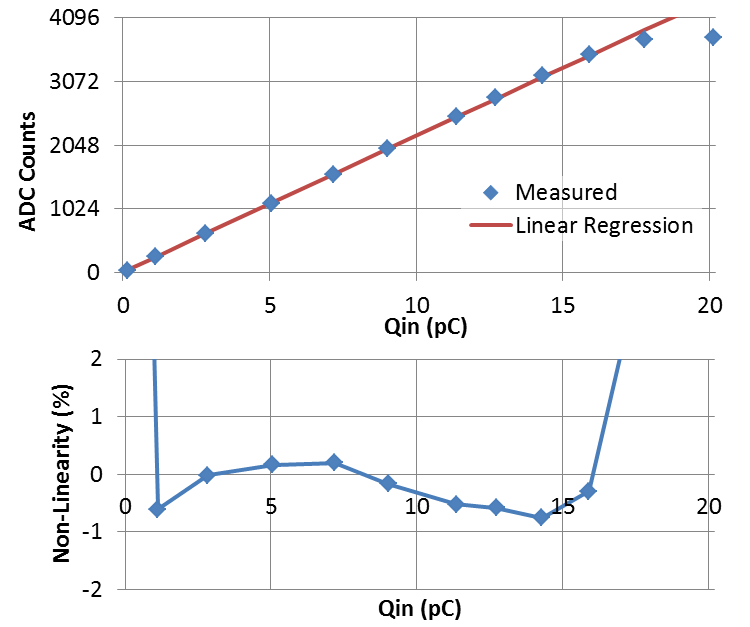 4096
3072
2048
1024
0
ADC Counts
Measured
Linear Regression
0 5 10 15 20
Qin (pC)
2
1
0
-1
-2
Non-Linearity (%)
0 5 10 15 20
Qin (pC)